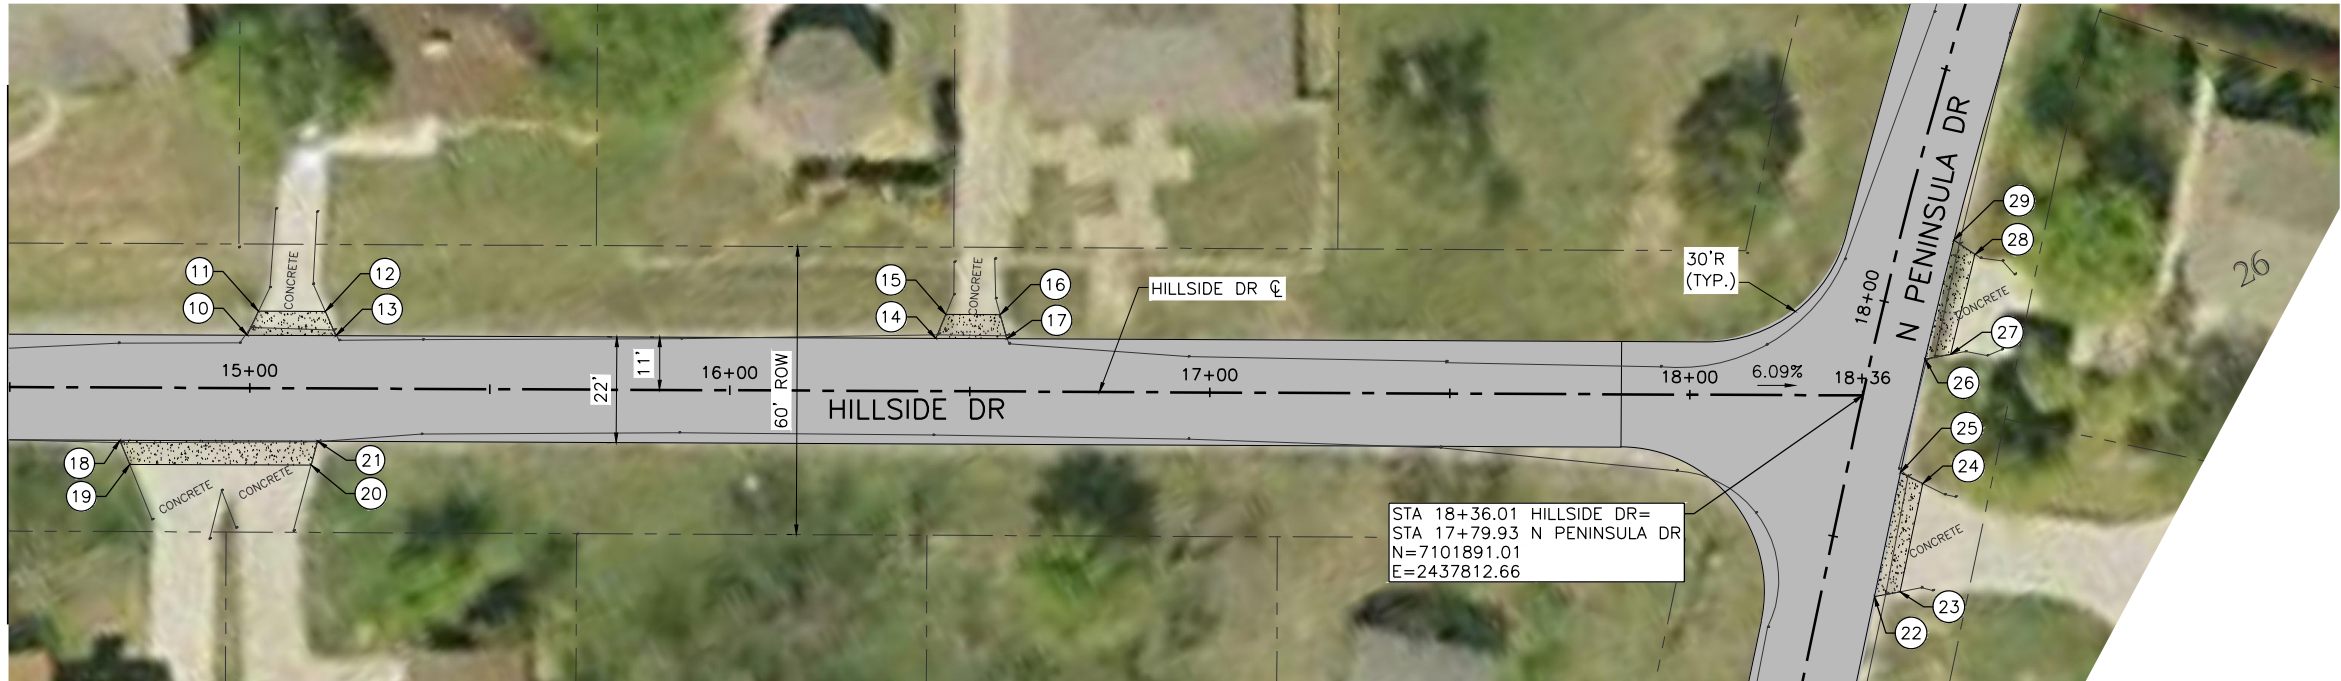 N PENINSULA DR
29
28
26
30'R
(TYP.)
11
CONCRETE
12
15
CONCRETE
16
HILLSIDE DR ℄
18+00
CONCRETE
10
13
14
17
27
15+00
22'
11'
16+00
60' ROW
17+00
18+00
6.09%
18+36
26
HILLSIDE DR
18
21
25
19
CONCRETE
CONCRETE
20
24
STA 18+36.01 HILLSIDE DR=
STA 17+79.93 N PENINSULA DR
N=7101891.01
E=2437812.66
CONCRETE
23
22